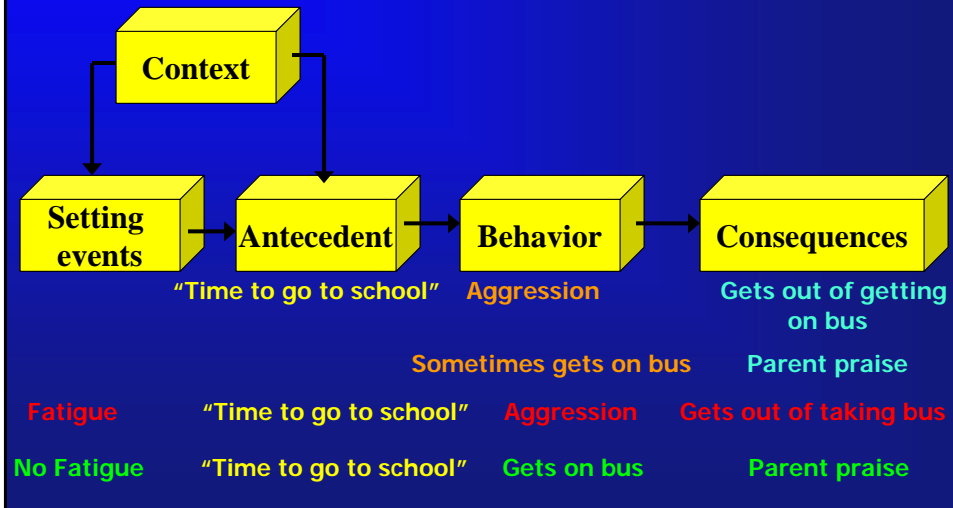 Context
Setting
events
Antecedent
Behavior
Consequences
“Time to go to school” Aggression Gets out of getting
on bus
Sometimes gets on bus Parent praise
Fatigue “Time to go to school” Aggression Gets out of taking bus
No Fatigue “Time to go to school” Gets on bus Parent praise